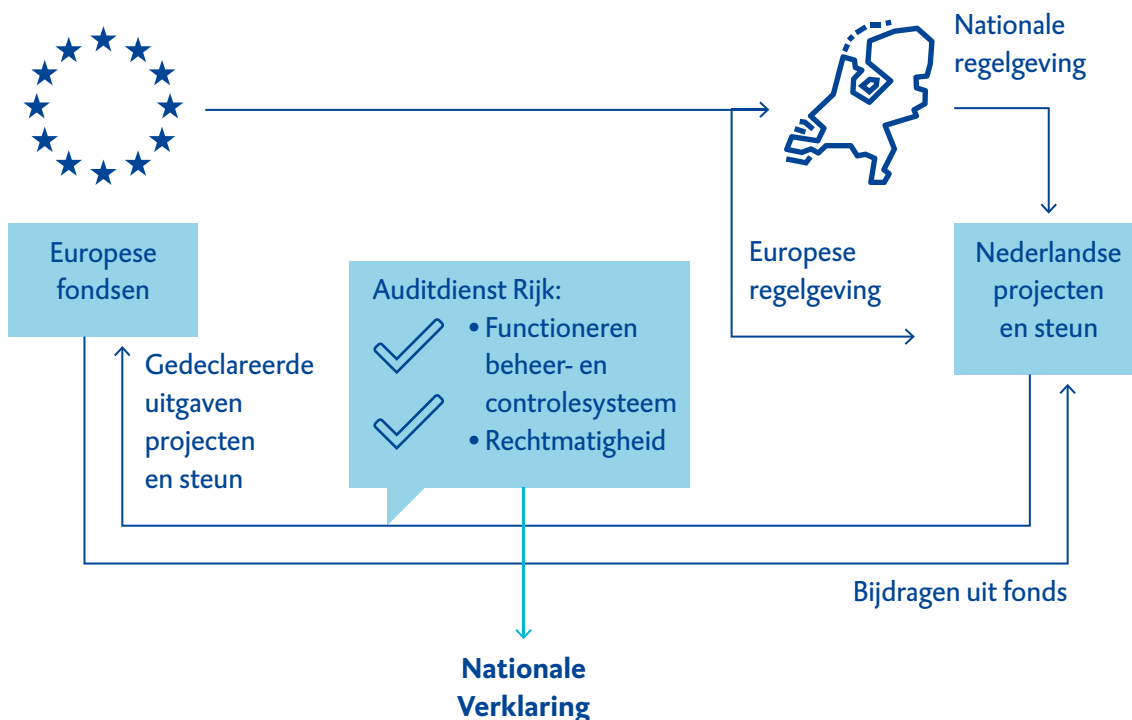 Nationale
regelgeving
Europese
fondsen
Europese
regelgeving
Nederlandse
projecten
en steun
Auditdienst Rijk:
• Functioneren
beheer- en
controlesysteem
• Rechtmatigheid
Gedeclareerde
uitgaven
projecten
en steun
Bijdragen uit fonds
Nationale
Verklaring